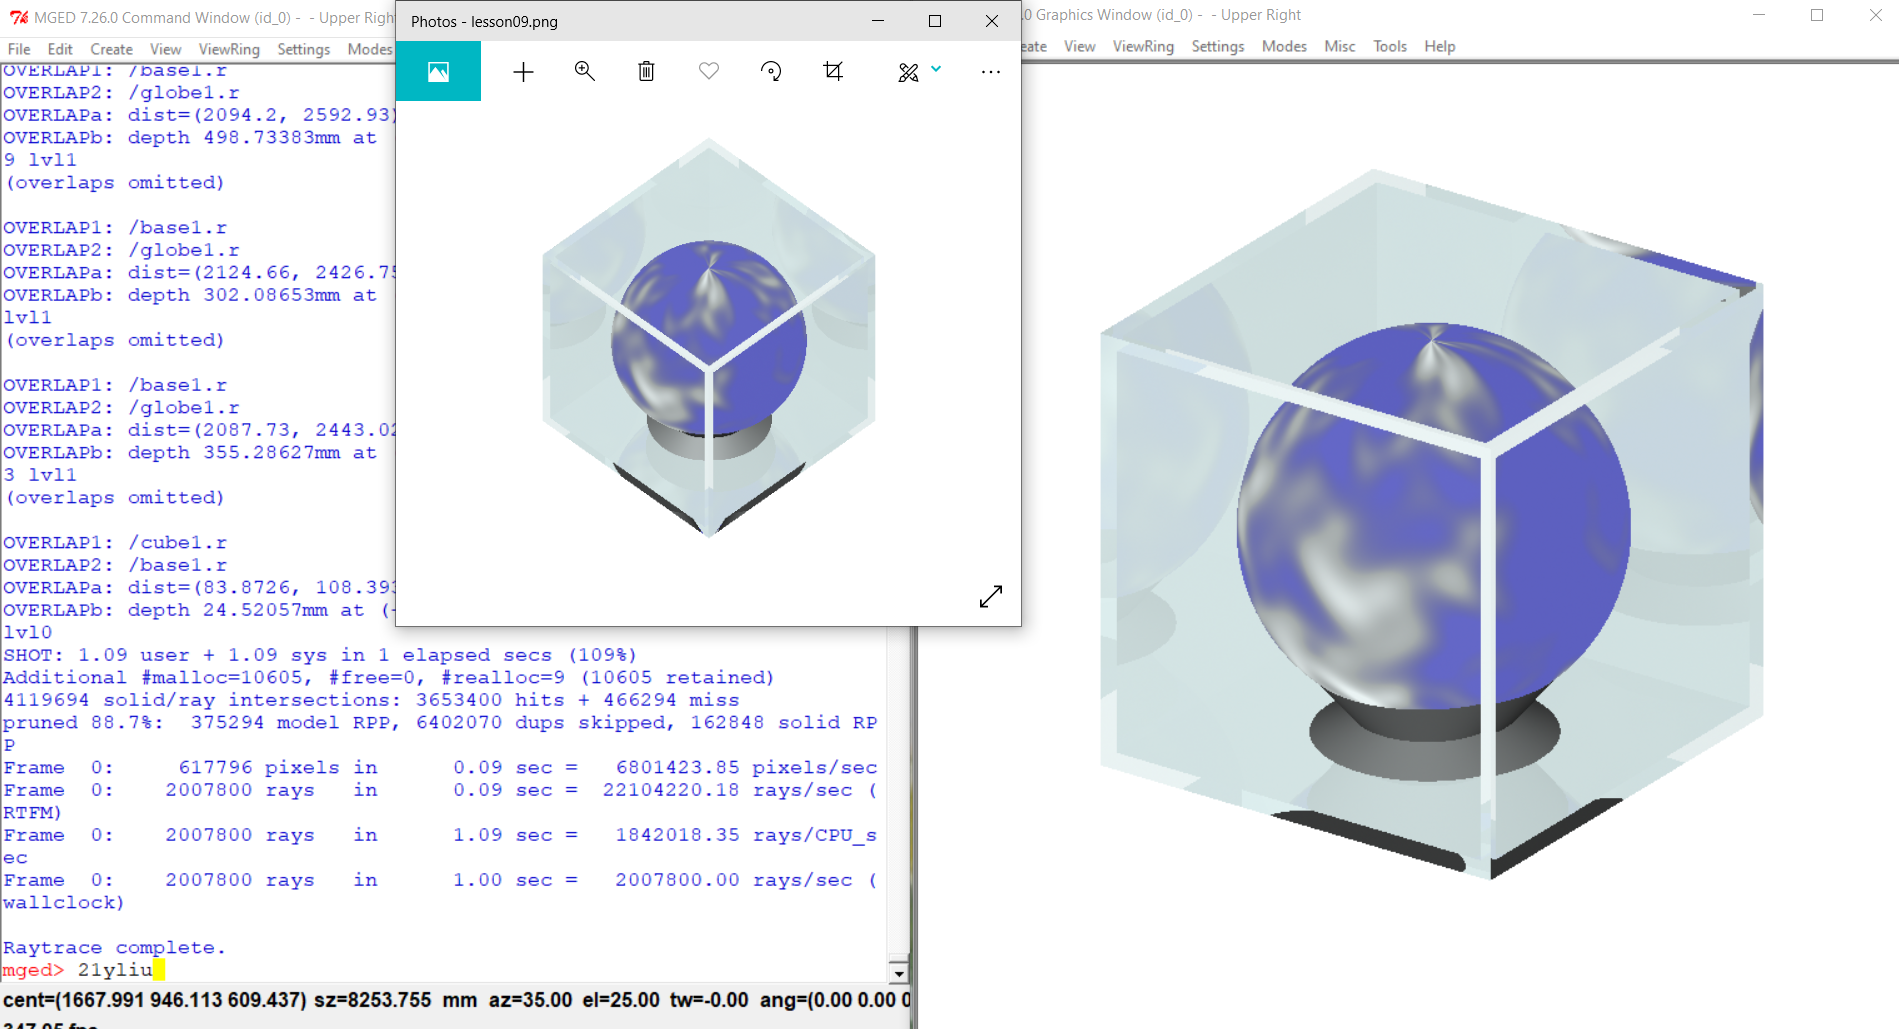 MGED 7.26.0 Command Window (id_0) -  - Upper Righ
File Edit Create View ViewRing Settings Modes
OVERLAP1: /base1.r
OVERLAP2: /globe1.r
OVERLAPa: dist=(2094.2, 2592.93)
OVERLAPb: depth 498.73383mm at
9 lvl1
(overlaps omitted)
OVERLAP1: /base1.r
OVERLAP2: /globe1.r
OVERLAPa: dist=(2124.66, 2426.75
OVERLAPb: depth 302.08653mm at
lvl1
(overlaps omitted)
OVERLAP1: /base1.r
OVERLAP2: /globe1.r
OVERLAPa: dist=(2087.73, 2443.02
OVERLAPb: depth 355.28627mm at
3 lvl1
(overlaps omitted)
OVERLAP1: /cube1.r
OVERLAP2: /base1.r
OVERLAPa: dist=(83.8726, 108.393
OVERLAPb: depth 24.52057mm at (-
lvl0
SHOT: 1.09 user + 1.09 sys in 1 elapsed secs (109%)
Additional #malloc=10605, #free=0, #realloc=9 (10605 retained)
4119694 solid/ray intersections: 3653400 hits + 466294 miss
pruned 88.7%:  375294 model RPP, 6402070 dups skipped, 162848 solid RP
P
Frame  0:     617796 pixels in      0.09 sec =   6801423.85 pixels/sec
Frame  0:    2007800 rays   in      0.09 sec =  22104220.18 rays/sec (
RTFM)
Frame  0:    2007800 rays   in      1.09 sec =   1842018.35 rays/CPU_s
ec
Frame  0:    2007800 rays   in      1.00 sec =   2007800.00 rays/sec (
wallclock)
Raytrace complete.
mged> 21yliu
cent=(1667.991 946.113 609.437) sz=8253.755  mm  az=35.00  el=25.00  tw=-0.00  ang=(0.00 0.00 0
347.05 fps
Photos - lesson09.png
.0 Graphics Window (id_0) -  - Upper Right
eate View ViewRing Settings Modes Misc Tools Help